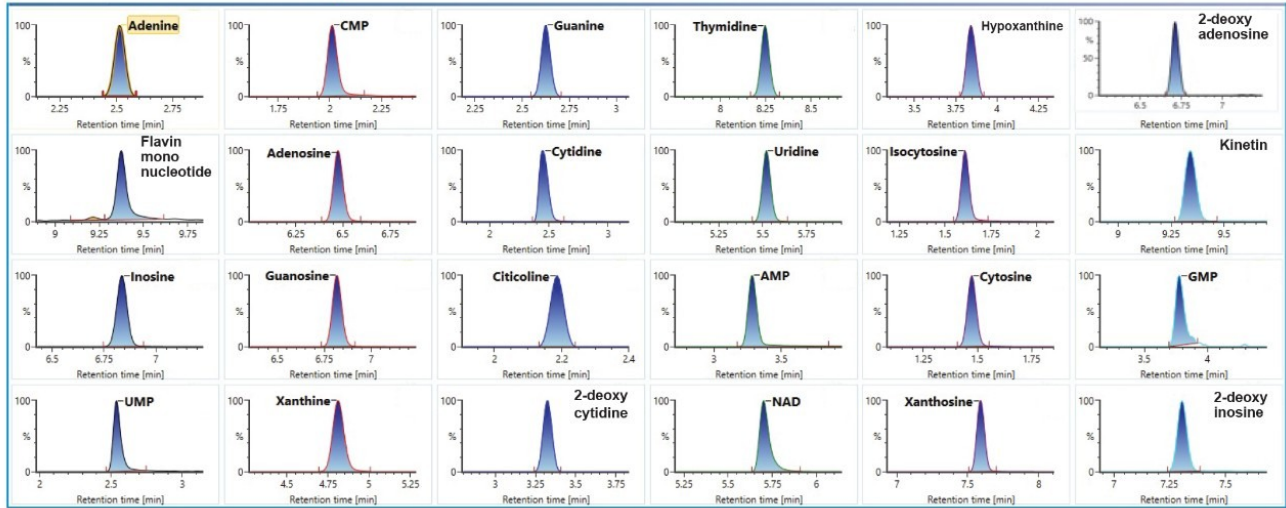 100 Adenine
%
0
2.25 2.5 2.75
Retention time [min]
100 CMP
%
0
1.75 2 2.25
Retention time [min]
100 Guanine
%
0
2.25 2.5 2.75 3
Retention time [min]
100 Thymidine
%
0
8 8.25 8.5
Retention time [min]
100 Hypoxanthine
%
0
3.5 3.75 4 4.25
Retention time [min]
100 2-deoxy
adenosine
50
0
6.5 6.75 7
Retention time [min]
100 Flavin
mono
nucleotide
%
0
9 9.25 9.5 9.75
Retention time [min]
100 Adenosine
%
0
6.25 6.5 6.75
Retention time [min]
100 Cytidine
%
0
2 2.5 3
Retention time [min]
100 Uridine
%
0
5.25 5.5 5.75
Retention time [min]
100 Isocytosine
%
0
1.25 1.5 1.75 2
Retention time [min]
100 Kinetin
%
0
9 9.25 9.5
Retention time [min]
100 Inosine
%
0
6.5 6.75 7
Retention time [min]
100 Guanosine
%
0
6.5 6.75 7
Retention time [min]
100 Citicoline
%
0
2 2.2 2.4
Retention time [min]
100 AMP
%
0
3 3.5
Retention time [min]
100 Cytosine
%
0
1.25 1.5 1.75
Retention time [min]
100 GMP
%
0
3.5 4
Retention time [min]
100 UMP
%
0
2 2.5 3
Retention time [min]
100 Xanthine
%
0
4.5 4.75 5 5.25
Retention time [min]
100 2-deoxy
cytidine
%
0
3 3.25 3.5 3.75
Retention time [min]
100 NAD
%
0
5.25 5.5 5.75 6
Retention time [min]
100 Xanthosine
%
0
7 7.5 8
Retention time [min]
100 2-deoxy
inosine
%
0
7 7.25 7.5
Retention time [min]